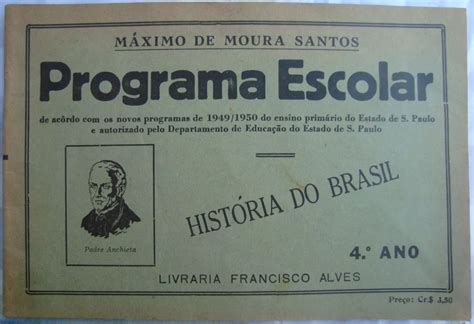 MÁXIMO DE MOURA SANTOS
Programa Escolar
de acôrdo com os novos programas de 1949/1950 do ensino primário do Estado de S. Paulo
e autorizado pelo Departamento de Educação do Estado de S. Paulo
HISTÓRIA DO BRASIL
Padre Anchieta
4.º ANO
LIVRARIA FRANCISCO ALVES
Preço: Cr$ 3,50